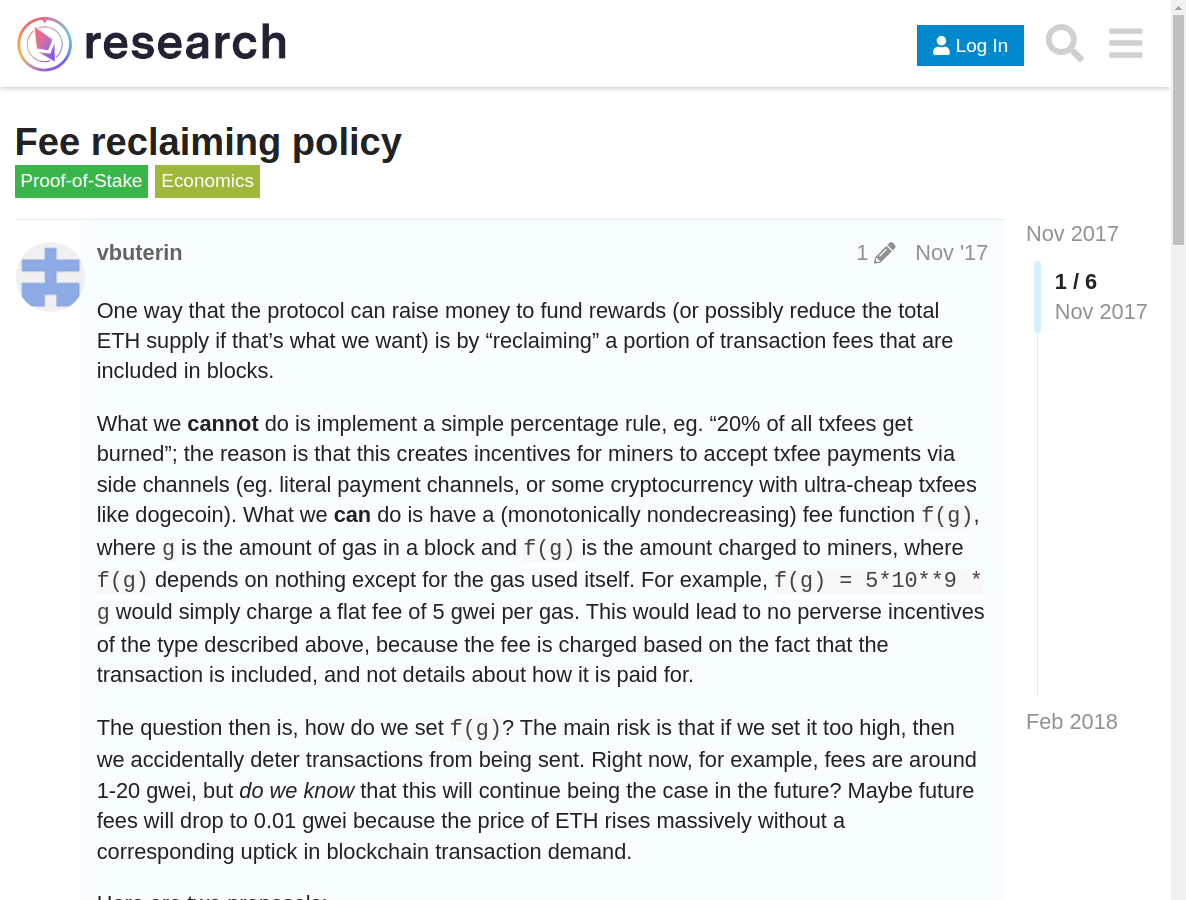 research
Log In
Fee reclaiming policy
Proof-of-Stake Economics
vbuterin
1
Nov '17
One way that the protocol can raise money to fund rewards (or possibly reduce the total
ETH supply if that’s what we want) is by “reclaiming” a portion of transaction fees that are
included in blocks.
What we cannot do is implement a simple percentage rule, eg. “20% of all txfees get
burned”; the reason is that this creates incentives for miners to accept txfee payments via
side channels (eg. literal payment channels, or some cryptocurrency with ultra-cheap txfees
like dogecoin). What we can do is have a (monotonically nondecreasing) fee function f(g),
where g is the amount of gas in a block and f(g) is the amount charged to miners, where
f(g) depends on nothing except for the gas used itself. For example, f(g) = 5*10**9 *
g would simply charge a flat fee of 5 gwei per gas. This would lead to no perverse incentives
of the type described above, because the fee is charged based on the fact that the
transaction is included, and not details about how it is paid for.
The question then is, how do we set f(g)? The main risk is that if we set it too high, then
we accidentally deter transactions from being sent. Right now, for example, fees are around
1-20 gwei, but do we know that this will continue being the case in the future? Maybe future
fees will drop to 0.01 gwei because the price of ETH rises massively without a
corresponding uptick in blockchain transaction demand.
Here are two proposals:
Nov 2017
1 / 6
Nov 2017
Feb 2018